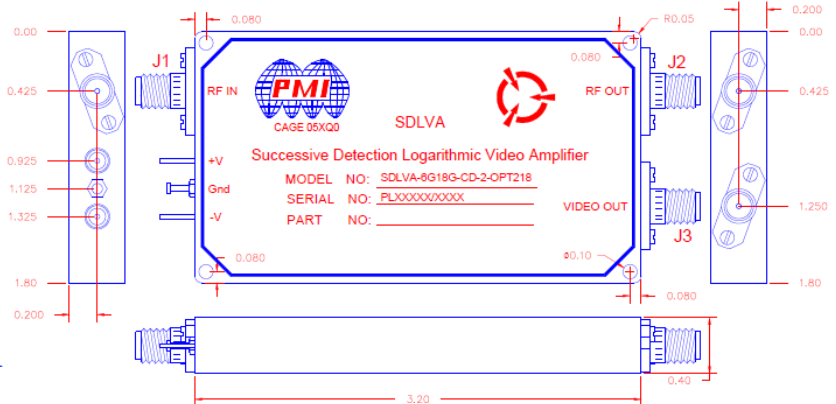 0.080
R0.05
0.200
0.00
0.00
J1
0.080
J2
RF IN
PMI
RF OUT
0.425
0.425
CAGE 05XQ0
SDLVA
0.925
+V
Successive Detection Logarithmic Video Amplifier
1.125
Gnd
MODEL NO: SDLVA-6G18G-CD-2-OPT218
SERIAL NO: PLXXXXX/XXXX
1.325
-V
PART NO:
VIDEO OUT
1.250
J3
0.080
ø0.10
1.80
1.80
0.200
0.080
0.40
3.20